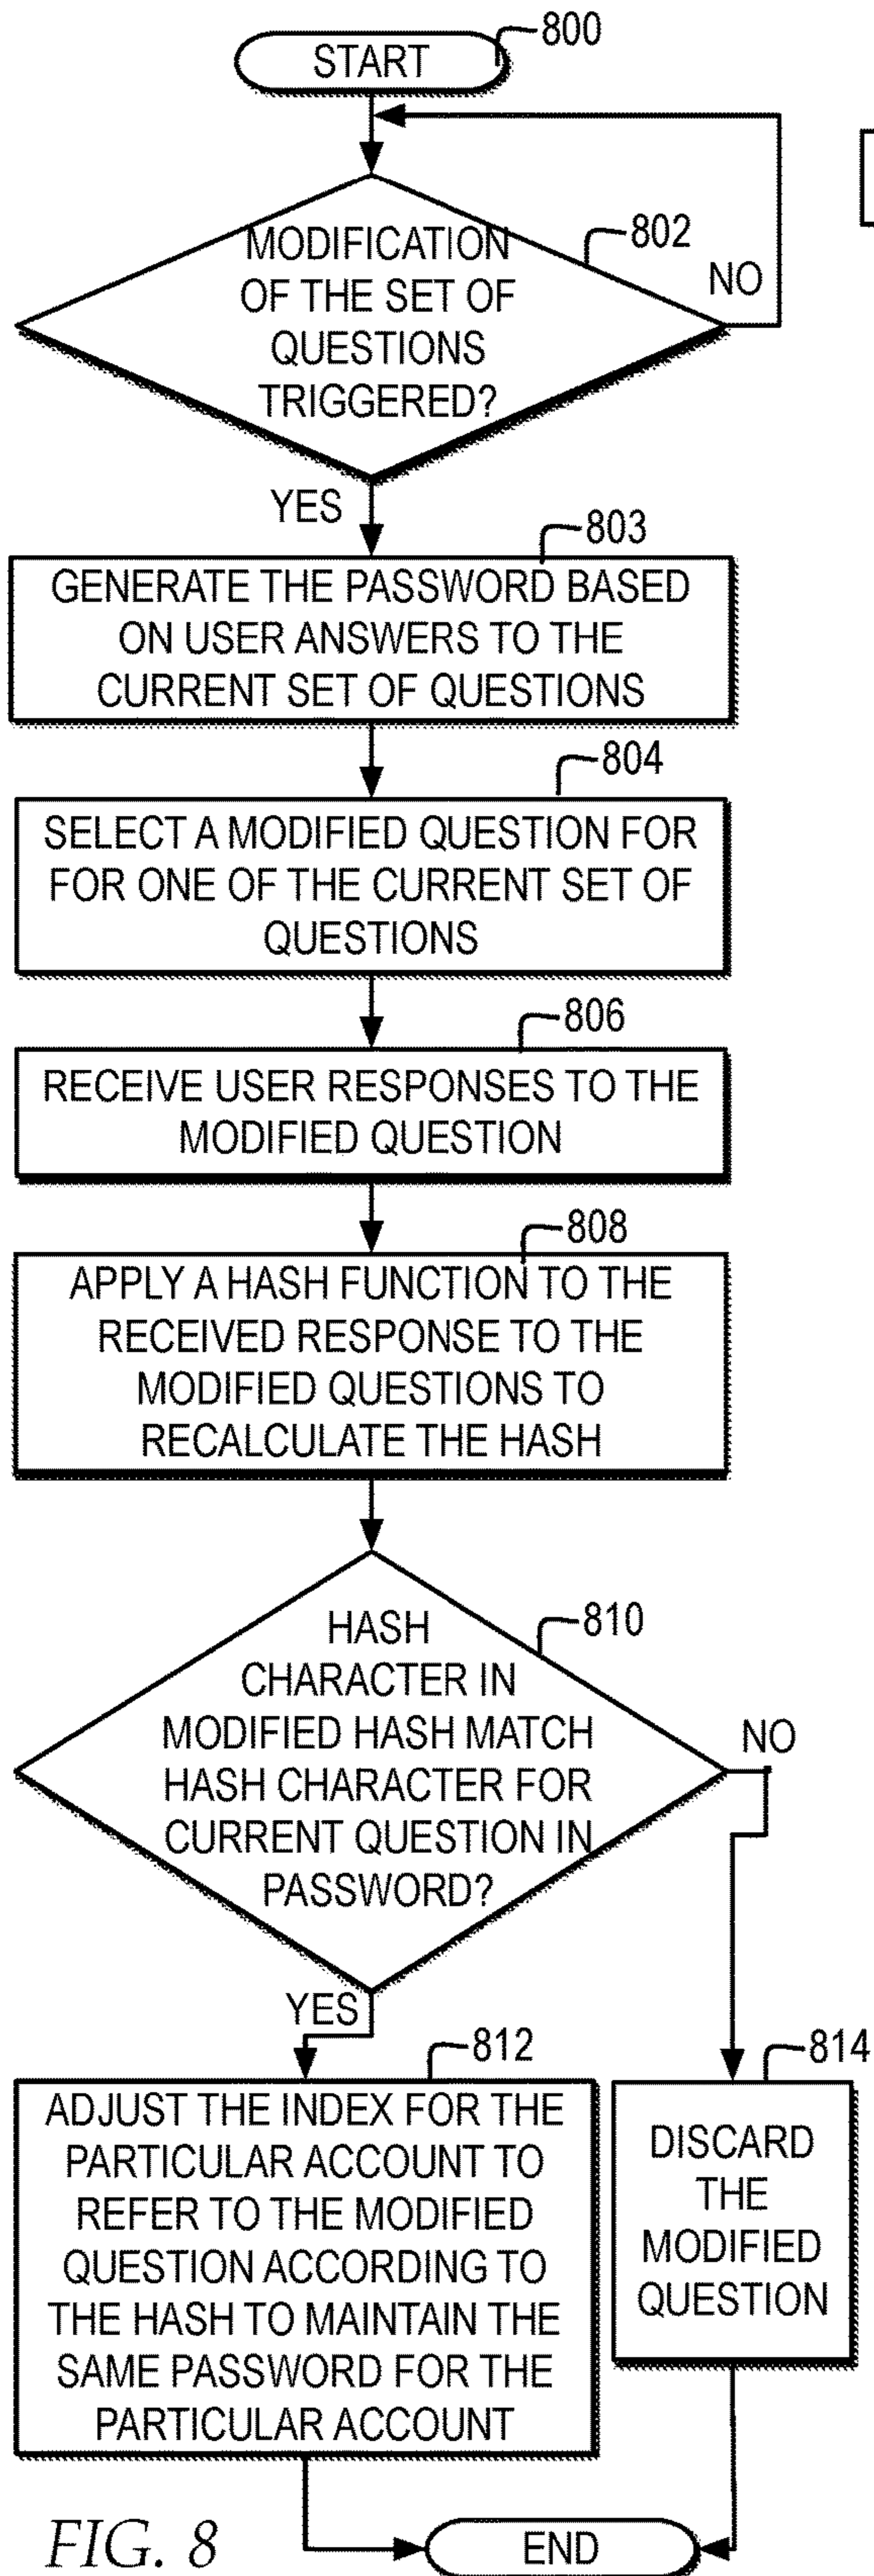 START
800
MODIFICATION
OF THE SET OF
QUESTIONS
TRIGGERED?
802
NO
YES
803
GENERATE THE PASSWORD BASED
ON USER ANSWERS TO THE
CURRENT SET OF QUESTIONS
804
SELECT A MODIFIED QUESTION FOR
FOR ONE OF THE CURRENT SET OF
QUESTIONS
806
RECEIVE USER RESPONSES TO THE
MODIFIED QUESTION
808
APPLY A HASH FUNCTION TO THE
RECEIVED RESPONSE TO THE
MODIFIED QUESTIONS TO
RECALCULATE THE HASH
HASH
CHARACTER IN
MODIFIED HASH MATCH
HASH CHARACTER FOR
CURRENT QUESTION IN
PASSWORD?
810
NO
YES
812
ADJUST THE INDEX FOR THE
PARTICULAR ACCOUNT TO
REFER TO THE MODIFIED
QUESTION ACCORDING TO
THE HASH TO MAINTAIN THE
SAME PASSWORD FOR THE
PARTICULAR ACCOUNT
814
DISCARD
THE
MODIFIED
QUESTION
END
FIG. 8